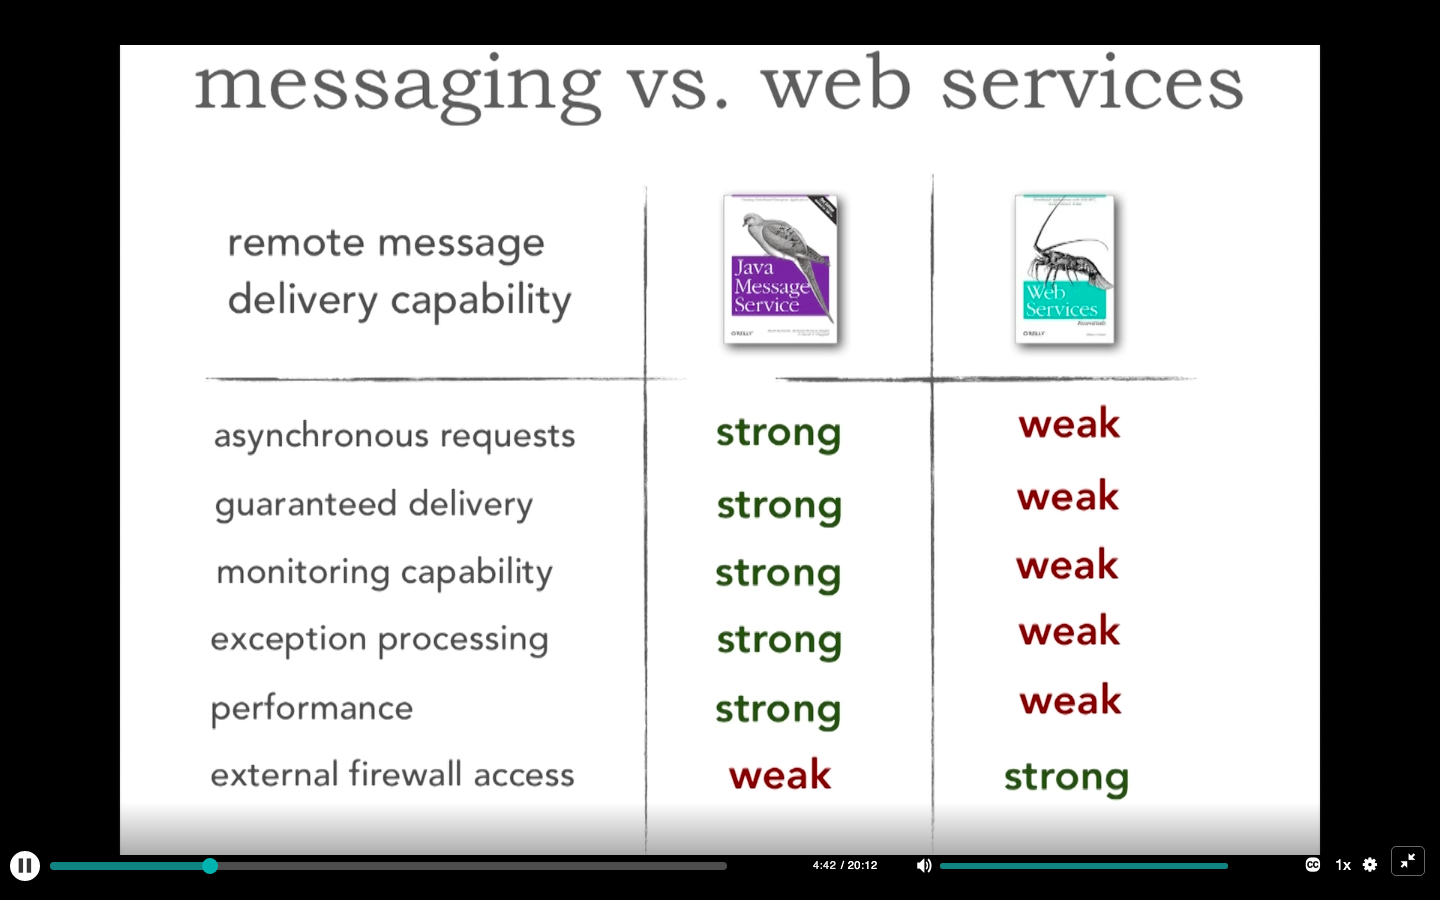 messaging vs. web services
remote message
delivery capability
Java
Message
Service
O'REILLY
Web
Services
Essentials
O'REILLY
asynchronous requests strong weak
guaranteed delivery strong weak
monitoring capability strong weak
exception processing strong weak
performance strong weak
external firewall access weak strong
4:42 / 20:12
CC
1x